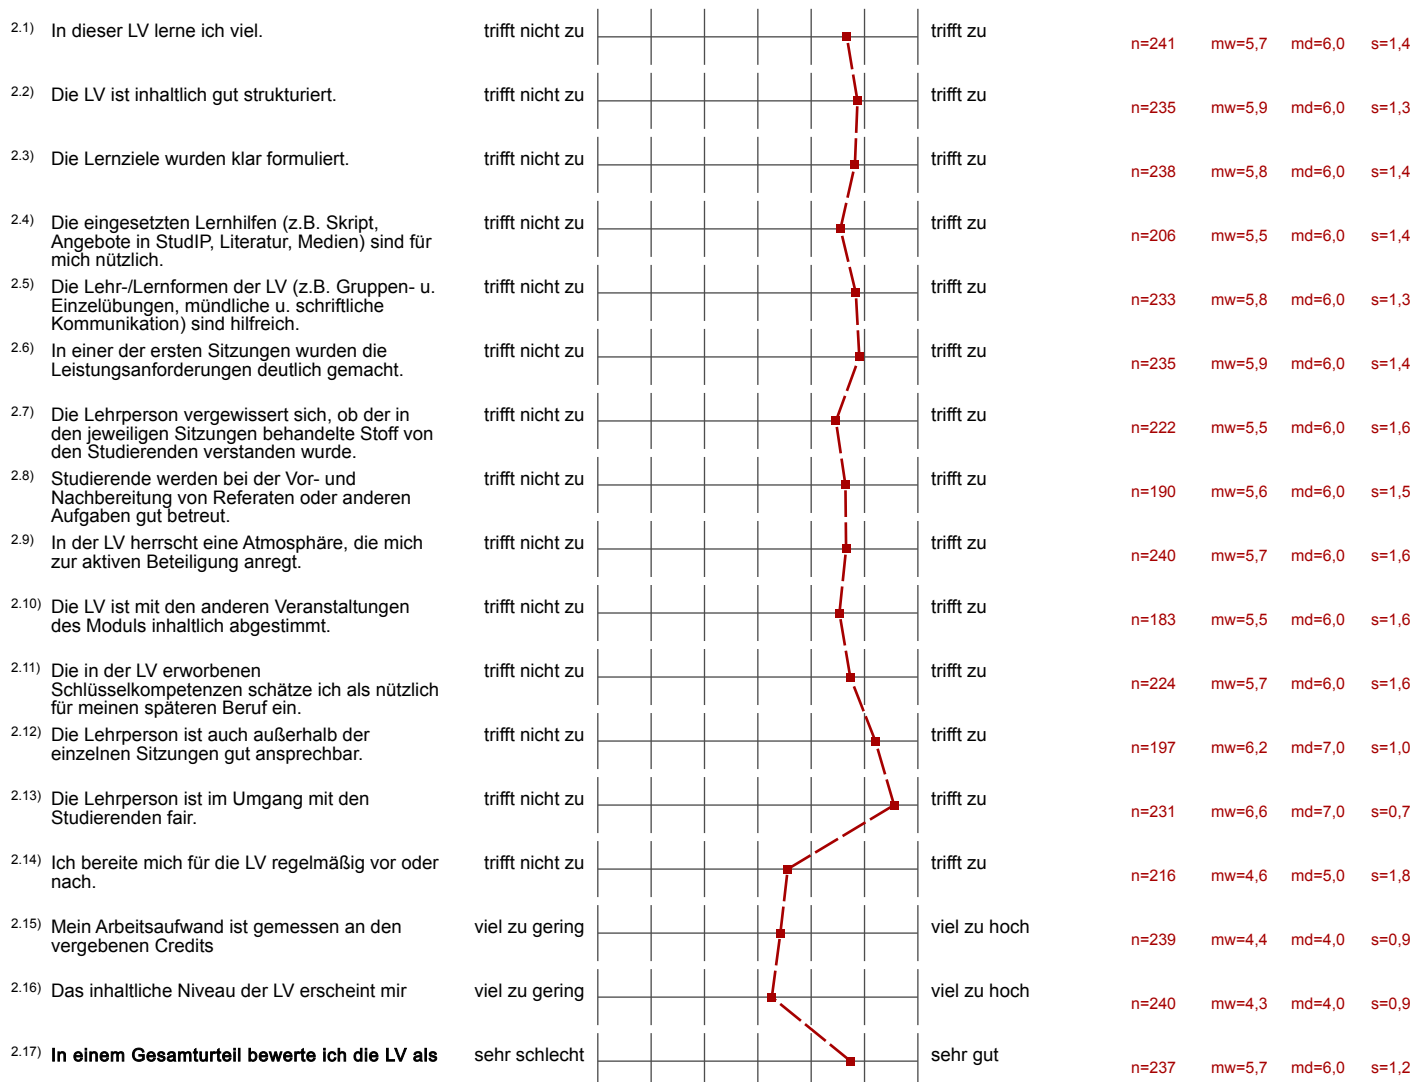 2.1) In dieser LV lerne ich viel. trifft nicht zu trifft zu n=241 mw=5,7 md=6,0 s=1,4
2.2) Die LV ist inhaltlich gut strukturiert. trifft nicht zu trifft zu n=235 mw=5,9 md=6,0 s=1,3
2.3) Die Lernziele wurden klar formuliert. trifft nicht zu trifft zu n=238 mw=5,8 md=6,0 s=1,4
2.4) Die eingesetzten Lernhilfen (z.B. Skript, trifft nicht zu trifft zu
Angebote in StudIP, Literatur, Medien) sind für n=206 mw=5,5 md=6,0 s=1,4
mich nützlich.
2.5) Die Lehr-/Lernformen der LV (z.B. Gruppen- u. trifft nicht zu trifft zu
Einzelübungen, mündliche u. schriftliche n=233 mw=5,8 md=6,0 s=1,3
Kommunikation) sind hilfreich.
2.6) In einer der ersten Sitzungen wurden die trifft nicht zu trifft zu
Leistungsanforderungen deutlich gemacht. n=235 mw=5,9 md=6,0 s=1,4
2.7) Die Lehrperson vergewissert sich, ob der in trifft nicht zu trifft zu
den jeweiligen Sitzungen behandelte Stoff von n=222 mw=5,5 md=6,0 s=1,6
den Studierenden verstanden wurde.
2.8) Studierende werden bei der Vor- und trifft nicht zu trifft zu
Nachbereitung von Referaten oder anderen n=190 mw=5,6 md=6,0 s=1,5
Aufgaben gut betreut.
2.9) In der LV herrscht eine Atmosphäre, die mich trifft nicht zu trifft zu
zur aktiven Beteiligung anregt. n=240 mw=5,7 md=6,0 s=1,6
2.10) Die LV ist mit den anderen Veranstaltungen trifft nicht zu trifft zu
des Moduls inhaltlich abgestimmt. n=183 mw=5,5 md=6,0 s=1,6
2.11) Die in der LV erworbenen trifft nicht zu trifft zu
Schlüsselkompetenzen schätze ich als nützlich n=224 mw=5,7 md=6,0 s=1,6
für meinen späteren Beruf ein.
2.12) Die Lehrperson ist auch außerhalb der trifft nicht zu trifft zu
einzelnen Sitzungen gut ansprechbar. n=197 mw=6,2 md=7,0 s=1,0
2.13) Die Lehrperson ist im Umgang mit den trifft nicht zu trifft zu
Studierenden fair. n=231 mw=6,6 md=7,0 s=0,7
2.14) Ich bereite mich für die LV regelmäßig vor oder trifft nicht zu trifft zu
nach. n=216 mw=4,6 md=5,0 s=1,8
2.15) Mein Arbeitsaufwand ist gemessen an den viel zu gering viel zu hoch
vergebenen Credits n=239 mw=4,4 md=4,0 s=0,9
2.16) Das inhaltliche Niveau der LV erscheint mir viel zu gering viel zu hoch n=240 mw=4,3 md=4,0 s=0,9
2.17) In einem Gesamturteil bewerte ich die LV als sehr schlecht sehr gut n=237 mw=5,7 md=6,0 s=1,2